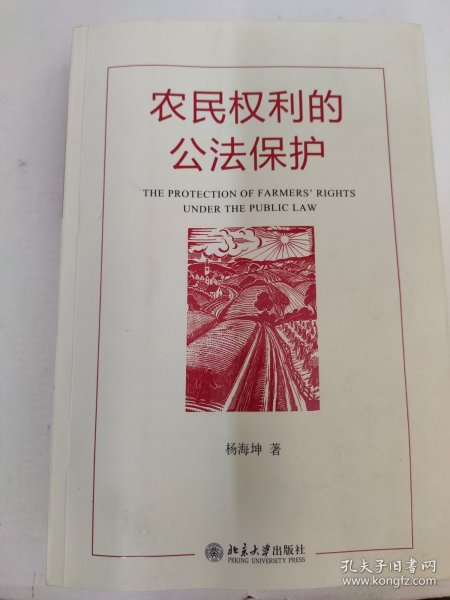 农民权利的
公法保护
THE PROTECTION OF FARMERS' RIGHTS
UNDER THE PUBLIC LAW
杨海坤 著
北京大学出版社
PEKING UNIVERSITY PRESS
孔夫子旧书网
www.kongfz.com